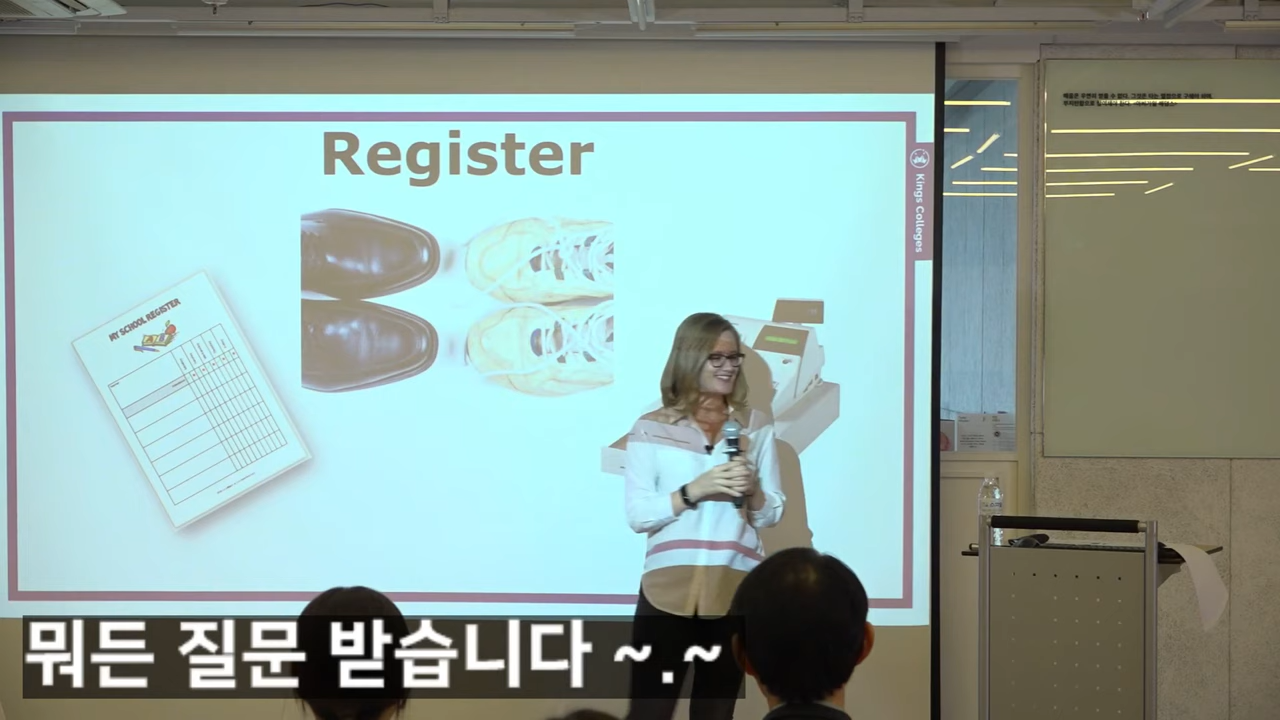 Register
Kings Colleges
MY SCHOOL REGISTER
뭐든 질문 받습니다 ~.~